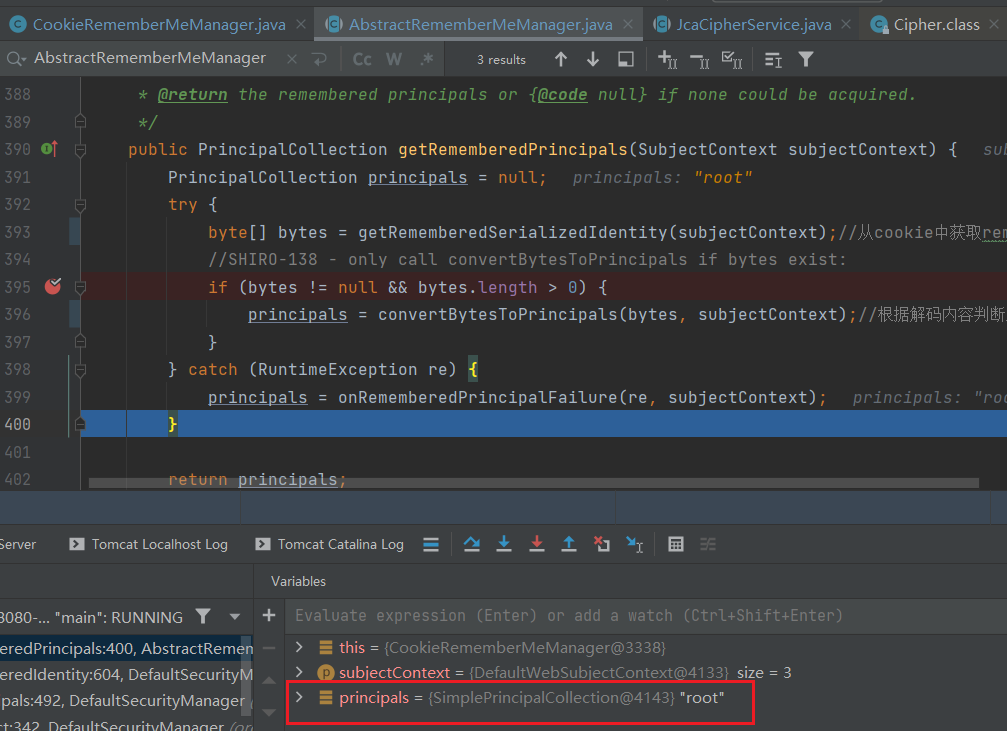 CookieRememberMeManager.java × AbstractRememberMeManager.java × JcaCipherService.java × Cipher.class ×
AbstractRememberMeManager × Cc W .* 3 results
388 * @return the remembered principals or {@code null} if none could be acquired.
389 */
390 public PrincipalCollection getRememberedPrincipals(SubjectContext subjectContext) { sub
391 PrincipalCollection principals = null; principals: "root"
392 try {
393 byte[] bytes = getRememberedSerializedIdentity(subjectContext);//从cookie中获取rem
394 //SHIRO-138 - only call convertBytesToPrincipals if bytes exist:
395 if (bytes != null && bytes.length > 0) {
396 principals = convertBytesToPrincipals(bytes, subjectContext);//根据解码内容判断
397 }
398 } catch (RuntimeException re) {
399 principals = onRememberedPrincipalFailure(re, subjectContext); principals: "roo
400 }
401
402 return principals;
Server Tomcat Localhost Log Tomcat Catalina Log
Variables
8080-... "main": RUNNING
Evaluate expression (Enter) or add a watch (Ctrl+Shift+Enter)
eredPrincipals:400, AbstractRemem
this = {CookieRememberMeManager@3338}
eredIdentity:604, DefaultSecurityM
subjectContext = {DefaultWebSubjectContext@4133} size = 3
ipals:492, DefaultSecurityManager
principals = {SimplePrincipalCollection@4143} "root"
ct:342, DefaultSecurityManager (or